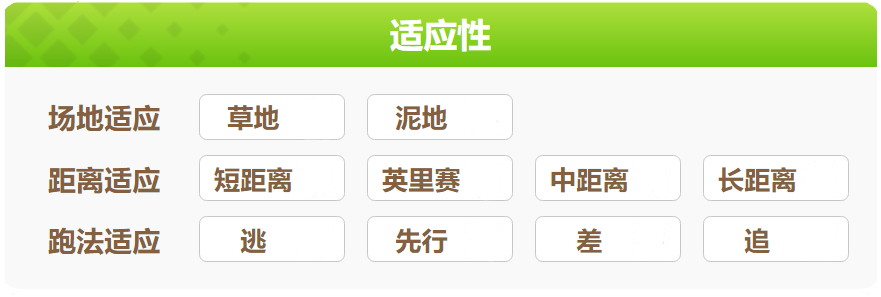 适应性
场地适应 草地 泥地
距离适应 短距离 英里赛 中距离 长距离
跑法适应 逃 先行 差 追